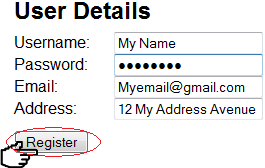 User Details
Username: My Name
Password: ●●●●●●●●
Email: Myemail@gmail.com
Address: 12 My Address Avenue
Register